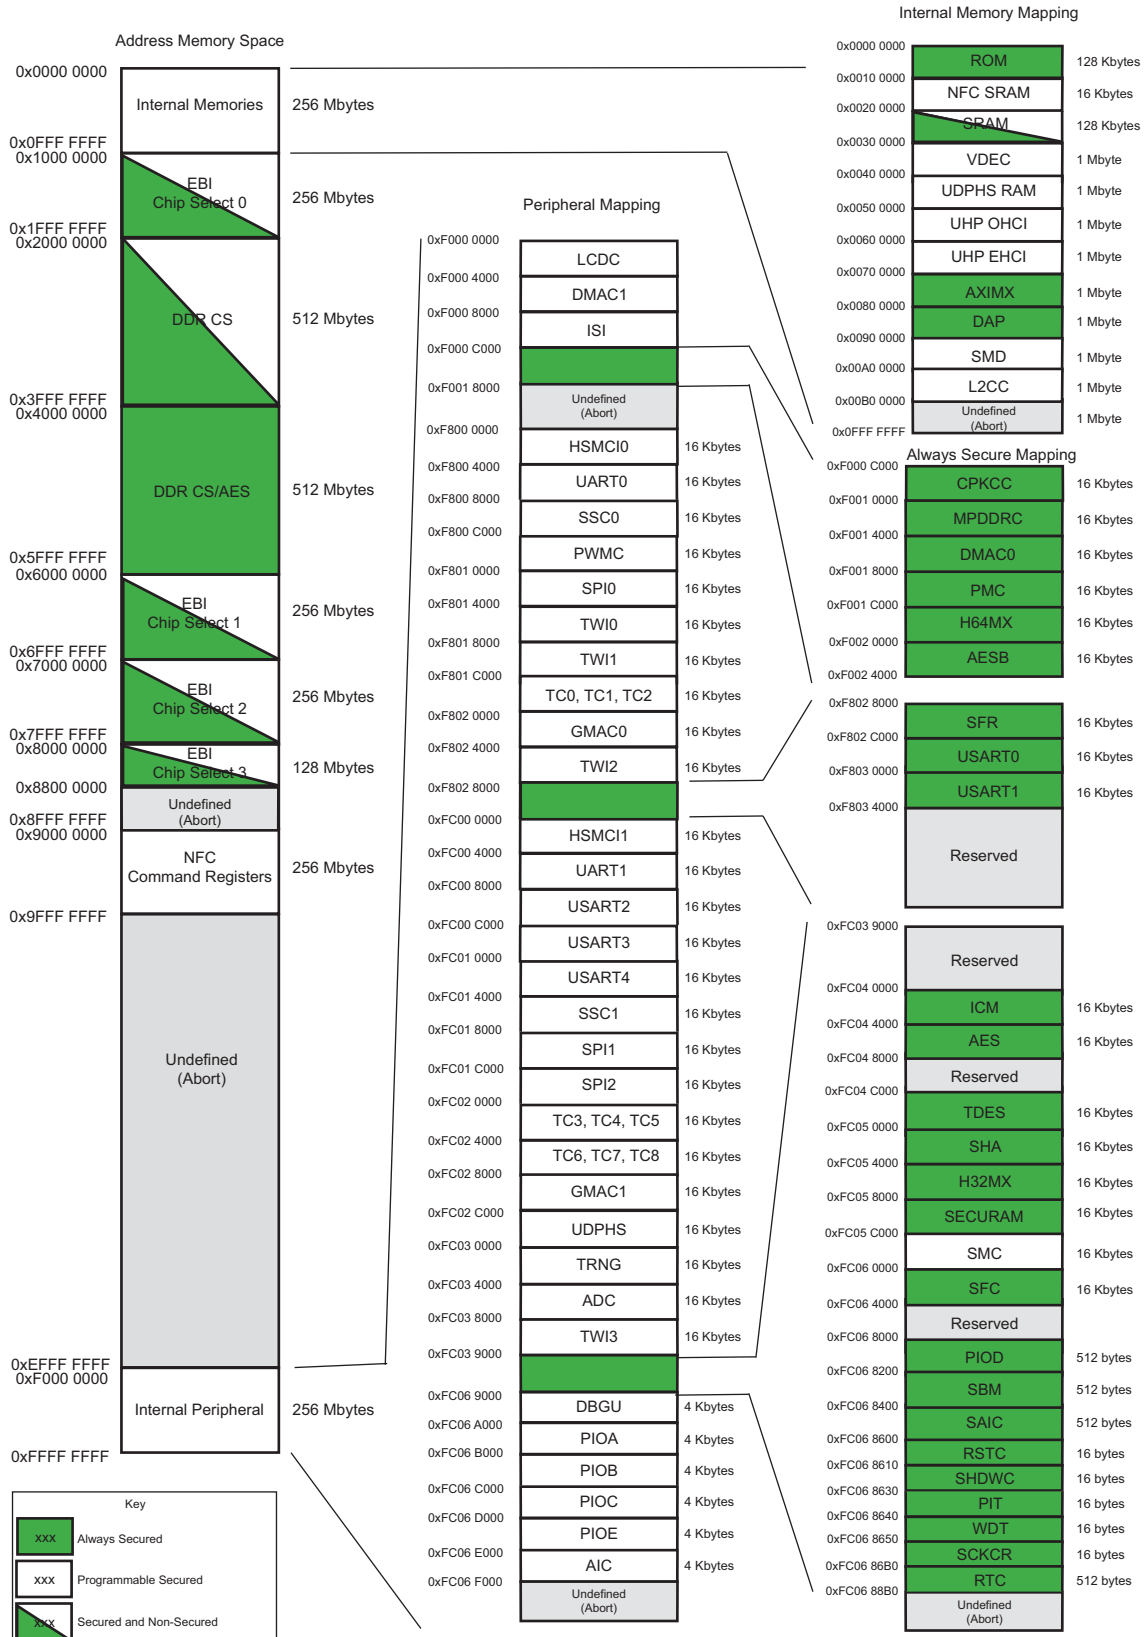 Address Memory Space
0x0000 0000
Internal Memories
256 Mbytes
0x0FFF FFFF
0x1000 0000
EBI
Chip Select 0
256 Mbytes
0x1FFF FFFF
0x2000 0000
DDR CS
512 Mbytes
0x3FFF FFFF
0x4000 0000
DDR CS/AES
512 Mbytes
0x5FFF FFFF
0x6000 0000
EBI
Chip Select 1
256 Mbytes
0x6FFF FFFF
0x7000 0000
EBI
Chip Select 2
256 Mbytes
0x7FFF FFFF
0x8000 0000
EBI
Chip Select 3
128 Mbytes
0x8800 0000
Undefined
(Abort)
0x8FFF FFFF
0x9000 0000
NFC
Command Registers
256 Mbytes
0x9FFF FFFF
Undefined
(Abort)
0xEFFF FFFF
0xF000 0000
Internal Peripheral
256 Mbytes
0xFFFF FFFF
Key
xxx Always Secured
xxx Programmable Secured
xxx Secured and Non-Secured
Peripheral Mapping
0xF000 0000
LCDC
0xF000 4000
DMAC1
0xF000 8000
ISI
0xF000 C000
0xF001 8000
Undefined
(Abort)
0xF800 0000
HSMCI0 16 Kbytes
0xF800 4000
UART0 16 Kbytes
0xF800 8000
SSC0 16 Kbytes
0xF800 C000
PWMC 16 Kbytes
0xF801 0000
SPI0 16 Kbytes
0xF801 4000
TWI0 16 Kbytes
0xF801 8000
TWI1 16 Kbytes
0xF801 C000
TC0, TC1, TC2 16 Kbytes
0xF802 0000
GMAC0 16 Kbytes
0xF802 4000
TWI2 16 Kbytes
0xF802 8000
0xFC00 0000
HSMCI1 16 Kbytes
0xFC00 4000
UART1 16 Kbytes
0xFC00 8000
USART2 16 Kbytes
0xFC00 C000
USART3 16 Kbytes
0xFC01 0000
USART4 16 Kbytes
0xFC01 4000
SSC1 16 Kbytes
0xFC01 8000
SPI1 16 Kbytes
0xFC01 C000
SPI2 16 Kbytes
0xFC02 0000
TC3, TC4, TC5 16 Kbytes
0xFC02 4000
TC6, TC7, TC8 16 Kbytes
0xFC02 8000
GMAC1 16 Kbytes
0xFC02 C000
UDPHS 16 Kbytes
0xFC03 0000
TRNG 16 Kbytes
0xFC03 4000
ADC 16 Kbytes
0xFC03 8000
TWI3 16 Kbytes
0xFC03 9000
0xFC06 9000
DBGU 4 Kbytes
0xFC06 A000
PIOA 4 Kbytes
0xFC06 B000
PIOB 4 Kbytes
0xFC06 C000
PIOC 4 Kbytes
0xFC06 D000
PIOE 4 Kbytes
0xFC06 E000
AIC 4 Kbytes
0xFC06 F000
Undefined
(Abort)
Internal Memory Mapping
0x0000 0000
ROM 128 Kbytes
0x0010 0000
NFC SRAM 16 Kbytes
0x0020 0000
SRAM 128 Kbytes
0x0030 0000
VDEC 1 Mbyte
0x0040 0000
UDPHS RAM 1 Mbyte
0x0050 0000
UHP OHCI 1 Mbyte
0x0060 0000
UHP EHCI 1 Mbyte
0x0070 0000
AXIMX 1 Mbyte
0x0080 0000
DAP 1 Mbyte
0x0090 0000
SMD 1 Mbyte
0x00A0 0000
L2CC 1 Mbyte
0x00B0 0000
Undefined
(Abort)
1 Mbyte
0x0FFF FFFF
Always Secure Mapping
0xF000 C000
CPKCC 16 Kbytes
0xF001 0000
MPDDRC 16 Kbytes
0xF001 4000
DMAC0 16 Kbytes
0xF001 8000
PMC 16 Kbytes
0xF001 C000
H64MX 16 Kbytes
0xF002 0000
AESB 16 Kbytes
0xF002 4000
0xF802 8000
SFR 16 Kbytes
0xF802 C000
USART0 16 Kbytes
0xF803 0000
USART1 16 Kbytes
0xF803 4000
Reserved
0xFC03 9000
Reserved
0xFC04 0000
ICM 16 Kbytes
0xFC04 4000
AES 16 Kbytes
0xFC04 8000
Reserved
0xFC04 C000
TDES 16 Kbytes
0xFC05 0000
SHA 16 Kbytes
0xFC05 4000
H32MX 16 Kbytes
0xFC05 8000
SECURAM 16 Kbytes
0xFC05 C000
SMC 16 Kbytes
0xFC06 0000
SFC 16 Kbytes
0xFC06 4000
Reserved
0xFC06 8000
PIOD 512 bytes
0xFC06 8200
SBM 512 bytes
0xFC06 8400
SAIC 512 bytes
0xFC06 8600
RSTC 16 bytes
0xFC06 8610
SHDWC 16 bytes
0xFC06 8630
PIT 16 bytes
0xFC06 8640
WDT 16 bytes
0xFC06 8650
SCKCR 16 bytes
0xFC06 86B0
RTC 512 bytes
0xFC06 88B0
Undefined
(Abort)